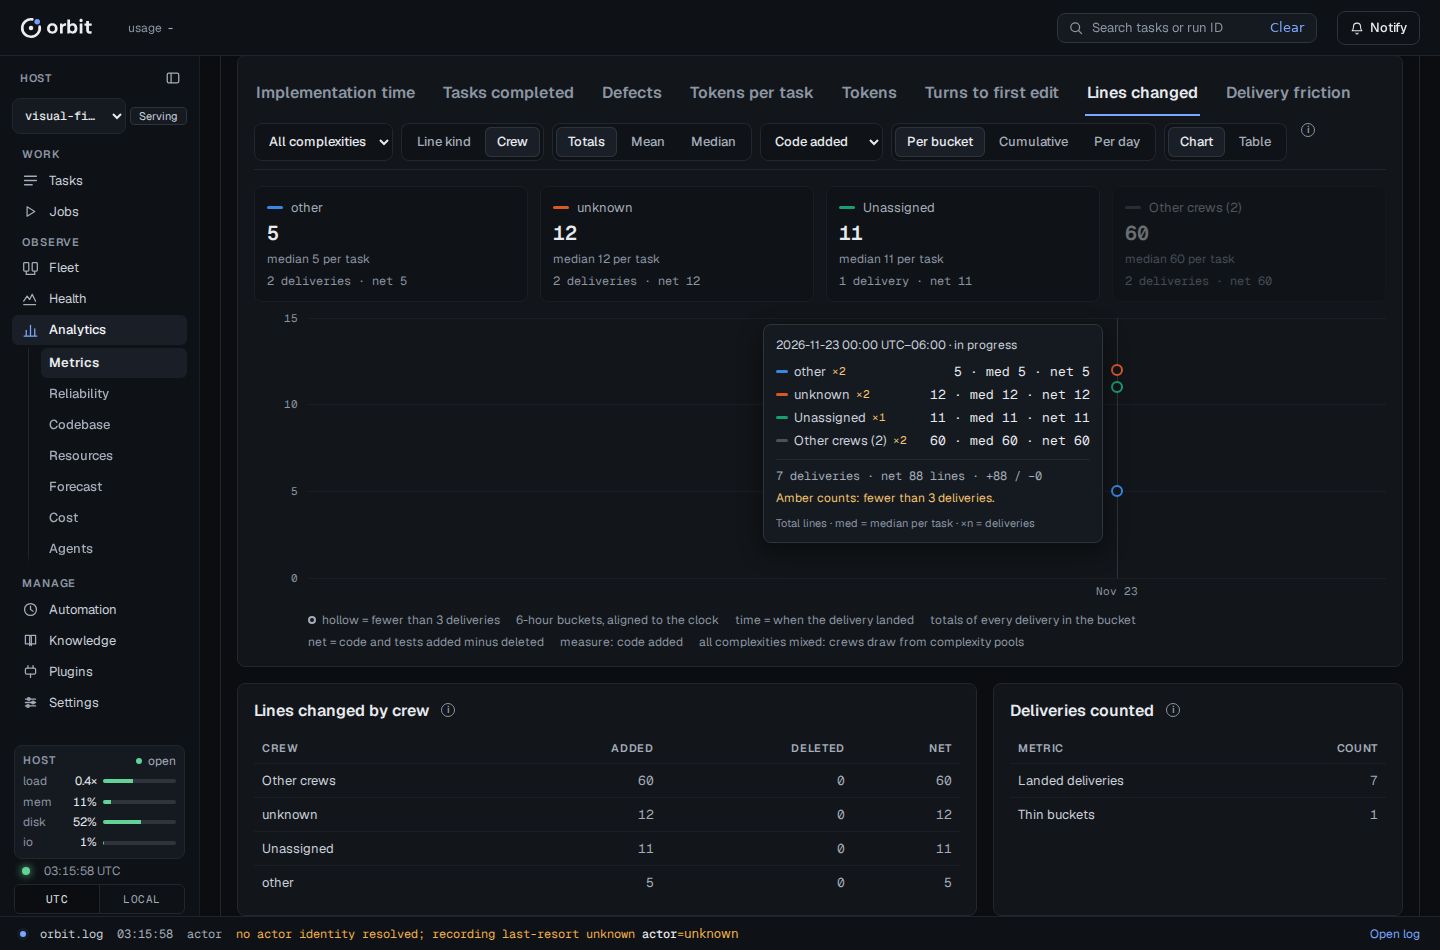 orbit
usage -
Search tasks or run ID
Clear
Notify
HOST
visual-fi…
Serving
WORK
Tasks
Jobs
OBSERVE
Fleet
Health
Analytics
Metrics
Reliability
Codebase
Resources
Forecast
Cost
Agents
MANAGE
Automation
Knowledge
Plugins
Settings
HOST open
load 0.4×
mem 11%
disk 52%
io 1%
03:15:58 UTC
UTC LOCAL
Implementation time Tasks completed Defects Tokens per task Tokens Turns to first edit Lines changed Delivery friction
All complexities Line kind Crew Totals Mean Median Code added Per bucket Cumulative Per day Chart Table
other
5
median 5 per task
2 deliveries · net 5
unknown
12
median 12 per task
2 deliveries · net 12
Unassigned
11
median 11 per task
1 delivery · net 11
Other crews (2)
60
median 60 per task
2 deliveries · net 60
15
10
5
0
Nov 23
2026-11-23 00:00 UTC−06:00 · in progress
other ×2 5 · med 5 · net 5
unknown ×2 12 · med 12 · net 12
Unassigned ×1 11 · med 11 · net 11
Other crews (2) ×2 60 · med 60 · net 60
7 deliveries · net 88 lines · +88 / −0
Amber counts: fewer than 3 deliveries.
Total lines · med = median per task · ×n = deliveries
hollow = fewer than 3 deliveries 6-hour buckets, aligned to the clock time = when the delivery landed totals of every delivery in the bucket
net = code and tests added minus deleted measure: code added all complexities mixed: crews draw from complexity pools
Lines changed by crew
CREW ADDED DELETED NET
Other crews 60 0 60
unknown 12 0 12
Unassigned 11 0 11
other 5 0 5
Deliveries counted
METRIC COUNT
Landed deliveries 7
Thin buckets 1
orbit.log 03:15:58 actor no actor identity resolved; recording last-resort unknown actor=unknown
Open log